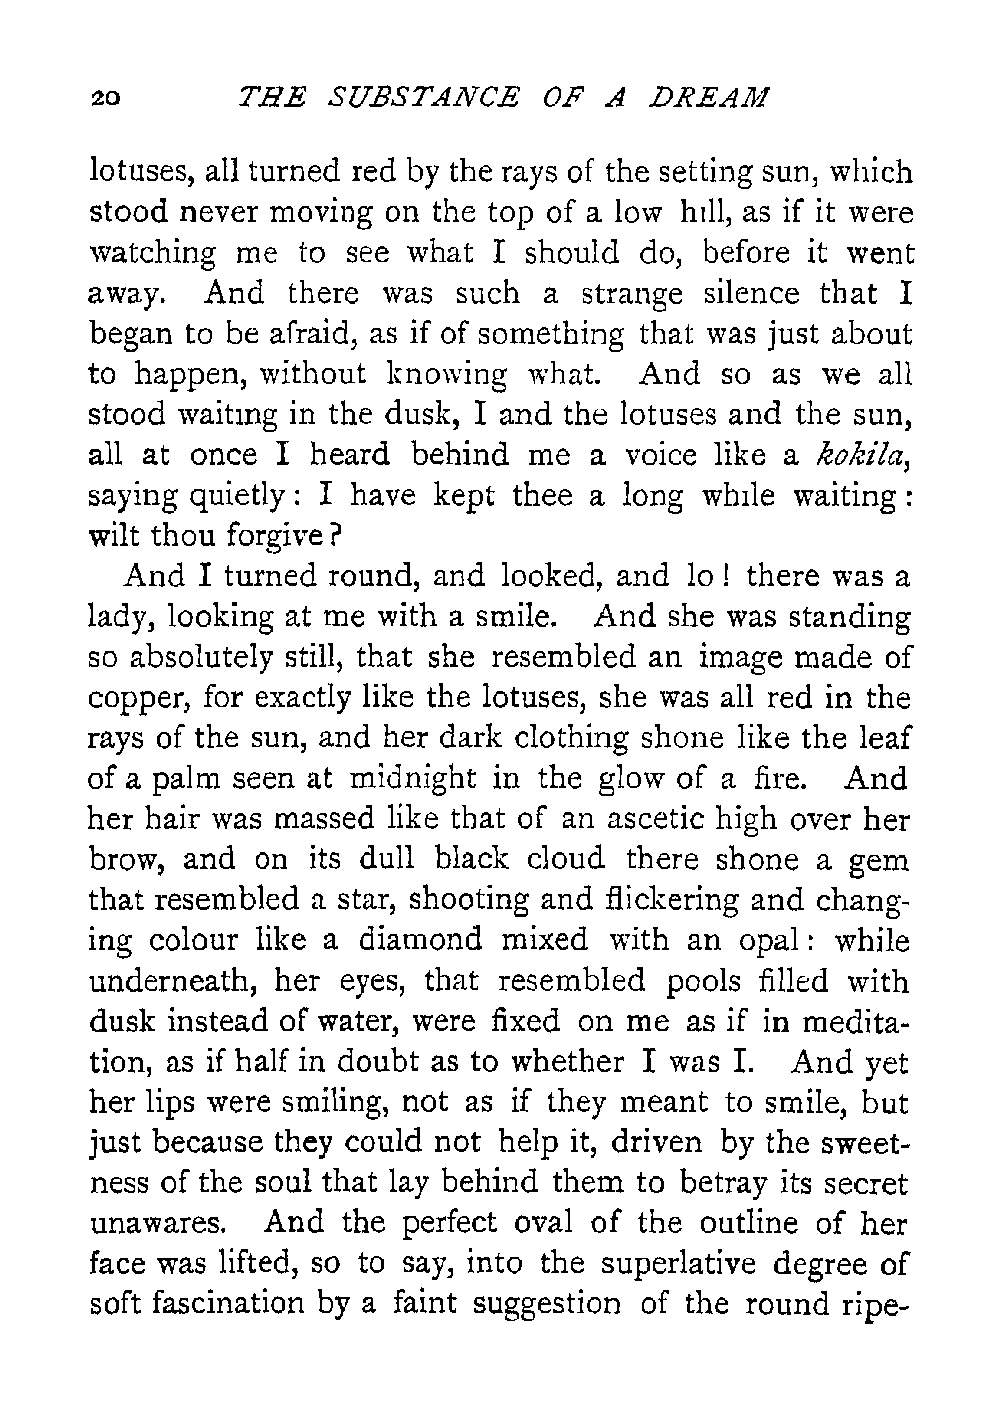 20 THE SUBSTANCE OF A DREAM
lotuses, all turned red by the rays of the setting sun, which
stood never moving on the top of a low hill, as if it were
watching me to see what I should do, before it went
away. And there was such a strange silence that I
began to be afraid, as if of something that was just about
to happen, without knowing what. And so as we all
stood waiting in the dusk, I and the lotuses and the sun,
all at once I heard behind me a voice like a kokila,
saying quietly: I have kept thee a long while waiting:
wilt thou forgive?
And I turned round, and looked, and lo! there was a
lady, looking at me with a smile. And she was standing
so absolutely still, that she resembled an image made of
copper, for exactly like the lotuses, she was all red in the
rays of the sun, and her dark clothing shone like the leaf
of a palm seen at midnight in the glow of a fire. And
her hair was massed like that of an ascetic high over her
brow, and on its dull black cloud there shone a gem
that resembled a star, shooting and flickering and chang-
ing colour like a diamond mixed with an opal: while
underneath, her eyes, that resembled pools filled with
dusk instead of water, were fixed on me as if in medita-
tion, as if half in doubt as to whether I was I. And yet
her lips were smiling, not as if they meant to smile, but
just because they could not help it, driven by the sweet-
ness of the soul that lay behind them to betray its secret
unawares. And the perfect oval of the outline of her
face was lifted, so to say, into the superlative degree of
soft fascination by a faint suggestion of the round ripe-